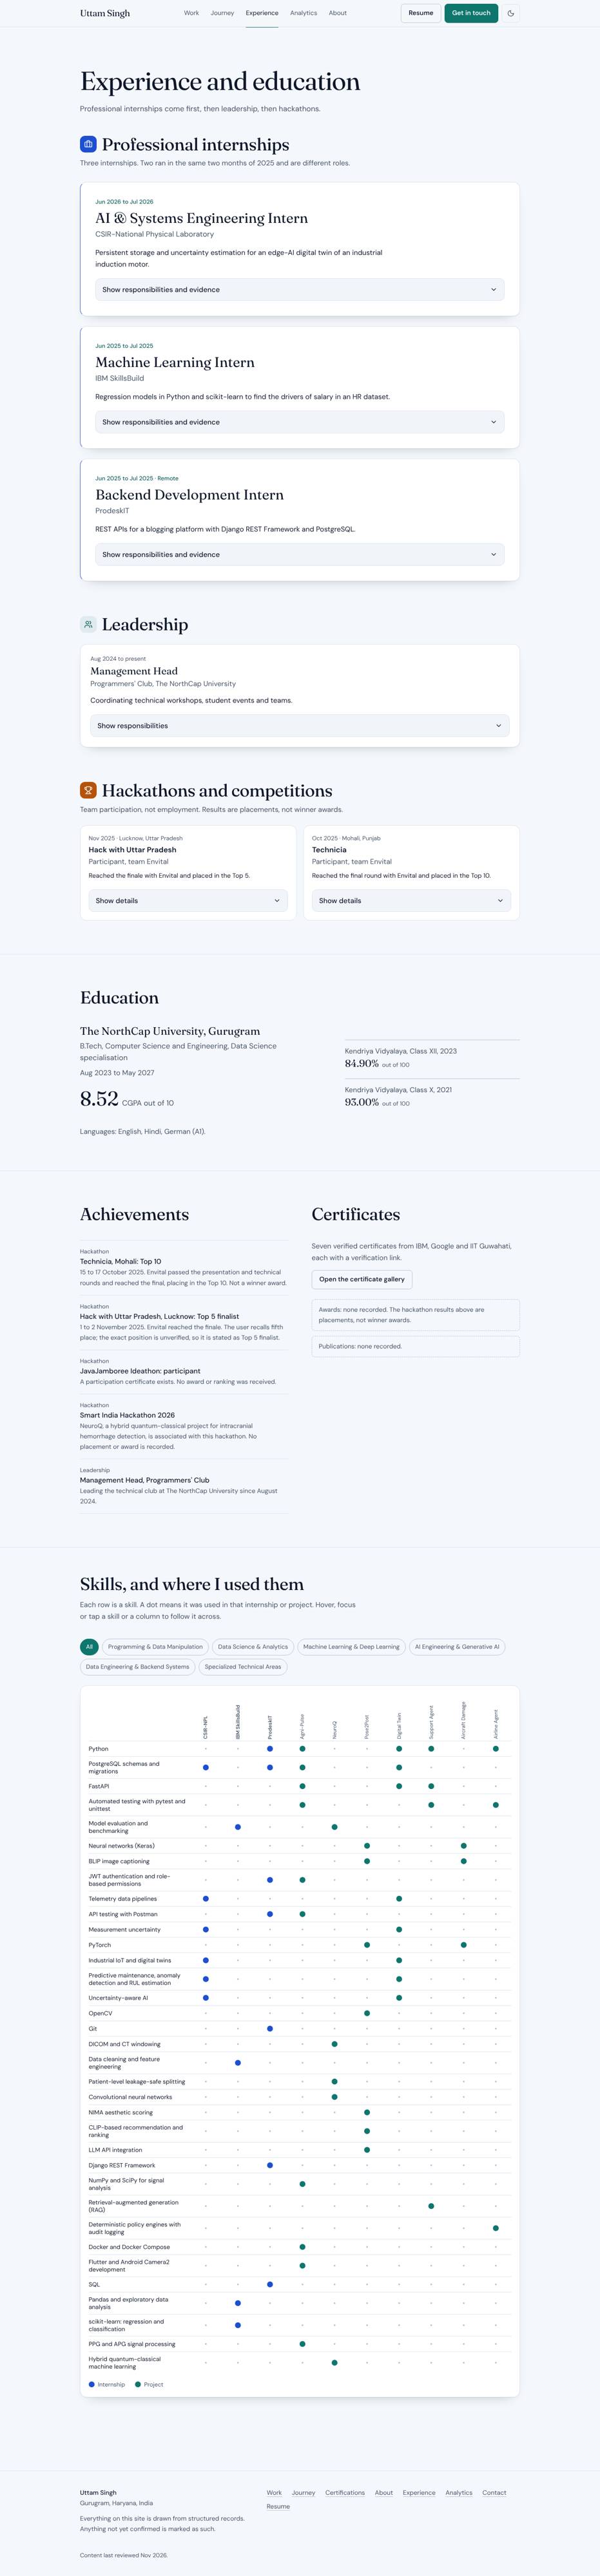 Uttam Singh
Work Journey Experience Analytics About
Resume Get in touch
Experience and education
Professional internships come first, then leadership, then hackathons.
Professional internships
Three internships. Two ran in the same two months of 2025 and are different roles.
Jun 2026 to Jul 2026
AI & Systems Engineering Intern
CSIR-National Physical Laboratory
Persistent storage and uncertainty estimation for an edge-AI digital twin of an industrial
induction motor.
Show responsibilities and evidence
Jun 2025 to Jul 2025
Machine Learning Intern
IBM SkillsBuild
Regression models in Python and scikit-learn to find the drivers of salary in an HR dataset.
Show responsibilities and evidence
Jun 2025 to Jul 2025 · Remote
Backend Development Intern
ProdeskIT
REST APIs for a blogging platform with Django REST Framework and PostgreSQL.
Show responsibilities and evidence
Leadership
Aug 2024 to present
Management Head
Programmers' Club, The NorthCap University
Coordinating technical workshops, student events and teams.
Show responsibilities
Hackathons and competitions
Team participation, not employment. Results are placements, not winner awards.
Nov 2025 · Lucknow, Uttar Pradesh
Hack with Uttar Pradesh
Participant, team Envital
Reached the finale with Envital and placed in the Top 5.
Show details
Oct 2025 · Mohali, Punjab
Technicia
Participant, team Envital
Reached the final round with Envital and placed in the Top 10.
Show details
Education
The NorthCap University, Gurugram
B.Tech, Computer Science and Engineering, Data Science
specialisation
Aug 2023 to May 2027
8.52 CGPA out of 10
Languages: English, Hindi, German (A1).
Kendriya Vidyalaya, Class XII, 2023
84.90% out of 100
Kendriya Vidyalaya, Class X, 2021
93.00% out of 100
Achievements
Hackathon
Technicia, Mohali: Top 10
15 to 17 October 2025. Envital passed the presentation and technical
rounds and reached the final, placing in the Top 10. Not a winner award.
Hackathon
Hack with Uttar Pradesh, Lucknow: Top 5 finalist
1 to 2 November 2025. Envital reached the finale. The user recalls fifth
place; the exact position is unverified, so it is stated as Top 5 finalist.
Hackathon
JavaJamboree Ideathon: participant
A participation certificate exists. No award or ranking was received.
Hackathon
Smart India Hackathon 2026
NeuroQ, a hybrid quantum-classical project for intracranial
hemorrhage detection, is associated with this hackathon. No
placement or award is recorded.
Leadership
Management Head, Programmers' Club
Leading the technical club at The NorthCap University since August
2024.
Certificates
Seven verified certificates from IBM, Google and IIT Guwahati,
each with a verification link.
Open the certificate gallery
Awards: none recorded. The hackathon results above are
placements, not winner awards.
Publications: none recorded.
Skills, and where I used them
Each row is a skill. A dot means it was used in that internship or project. Hover, focus
or tap a skill or a column to follow it across.
All Programming & Data Manipulation Data Science & Analytics Machine Learning & Deep Learning AI Engineering & Generative AI
Data Engineering & Backend Systems Specialized Technical Areas
CSIR-NPL
IBM SkillsBuild
ProdeskIT
Agni-Pulse
NeuroQ
Pixel2Post
Digital Twin
Support Agent
Aircraft Damage
Airline Agent
Python
PostgreSQL schemas and
migrations
FastAPI
Automated testing with pytest and
unittest
Model evaluation and
benchmarking
Neural networks (Keras)
BLIP image captioning
JWT authentication and role-
based permissions
Telemetry data pipelines
API testing with Postman
Measurement uncertainty
PyTorch
Industrial IoT and digital twins
Predictive maintenance, anomaly
detection and RUL estimation
Uncertainty-aware AI
OpenCV
Git
DICOM and CT windowing
Data cleaning and feature
engineering
Patient-level leakage-safe splitting
Convolutional neural networks
NIMA aesthetic scoring
CLIP-based recommendation and
ranking
LLM API integration
Django REST Framework
NumPy and SciPy for signal
analysis
Retrieval-augmented generation
(RAG)
Deterministic policy engines with
audit logging
Docker and Docker Compose
Flutter and Android Camera2
development
SQL
Pandas and exploratory data
analysis
scikit-learn: regression and
classification
PPG and APG signal processing
Hybrid quantum-classical
machine learning
Internship Project
Uttam Singh
Gurugram, Haryana, India
Everything on this site is drawn from structured records.
Anything not yet confirmed is marked as such.
Content last reviewed Nov 2026.
Work Journey Certifications About Experience Analytics Contact
Resume